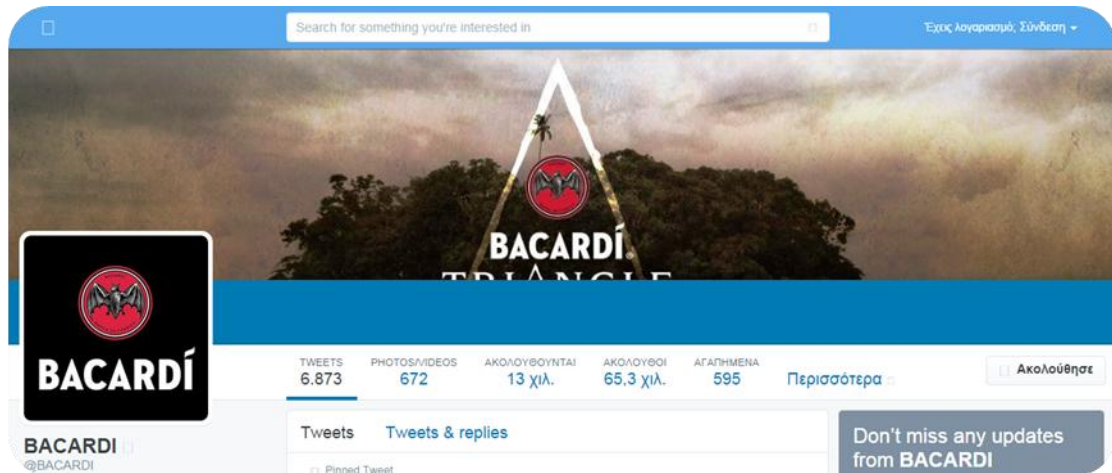 Search for something you're interested in
Έχεις λογαριασμό; Σύνδεση
BACARDÍ
TRIANGLE
BACARDÍ
TWEETS PHOTOS/VIDEOS ΑΚΟΛΟΥΘΟΥΝΤΑΙ ΑΚΟΛΟΥΘΟΙ ΑΓΑΠΗΜΕΝΑ
6.873 672 13 χιλ. 65,3 χιλ. 595 Περισσότερα
Ακολούθησε
BACARDI
@BACARDI
Tweets Tweets & replies
Pinned Tweet
Don't miss any updates
from BACARDI